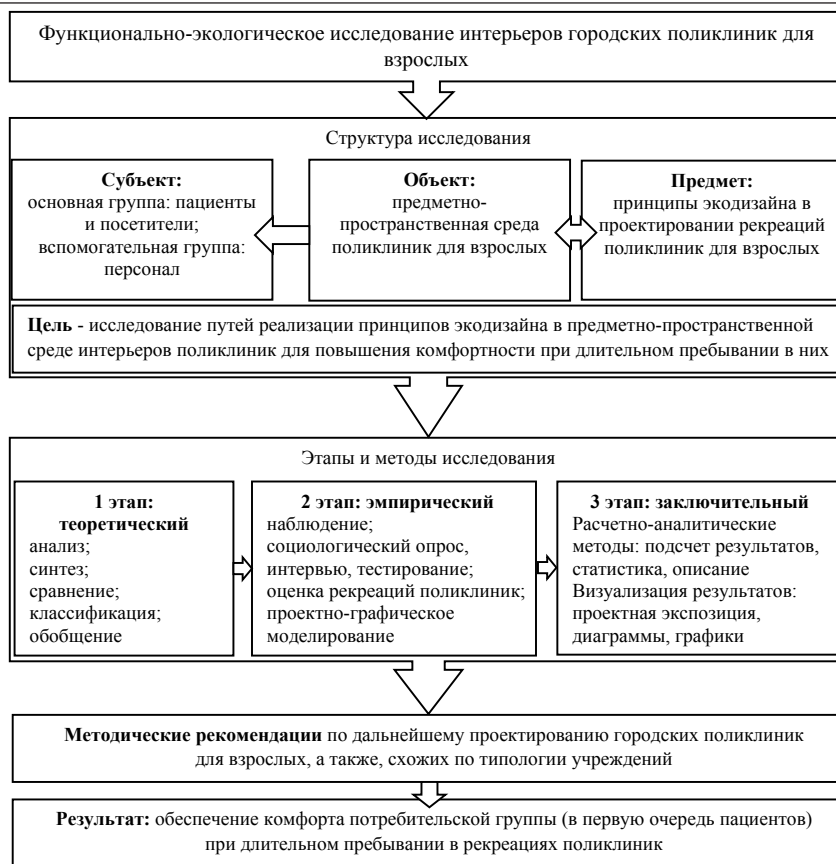 Функционально-экологическое исследование интерьеров городских поликлиник для
взрослых
Структура исследования
Субъект:
основная группа: пациенты
и посетители;
вспомогательная группа:
персонал
Объект:
предметно-
пространственная среда
поликлиник для взрослых
Предмет:
принципы экодизайна в
проектировании рекреаций
поликлиник для взрослых
Цель - исследование путей реализации принципов экодизайна в предметно-пространственной
среде интерьеров поликлиник для повышения комфортности при длительном пребывании в них
Этапы и методы исследования
1 этап:
теоретический
анализ;
синтез;
сравнение;
классификация;
обобщение
2 этап: эмпирический
наблюдение;
социологический опрос,
интервью, тестирование;
оценка рекреаций поликлиник;
проектно-графическое
моделирование
3 этап: заключительный
Расчетно-аналитические
методы: подсчет результатов,
статистика, описание
Визуализация результатов:
проектная экспозиция,
диаграммы, графики
Методические рекомендации по дальнейшему проектированию городских поликлиник
для взрослых, а также, схожих по типологии учреждений
Результат: обеспечение комфорта потребительской группы (в первую очередь пациентов)
при длительном пребывании в рекреациях поликлиник